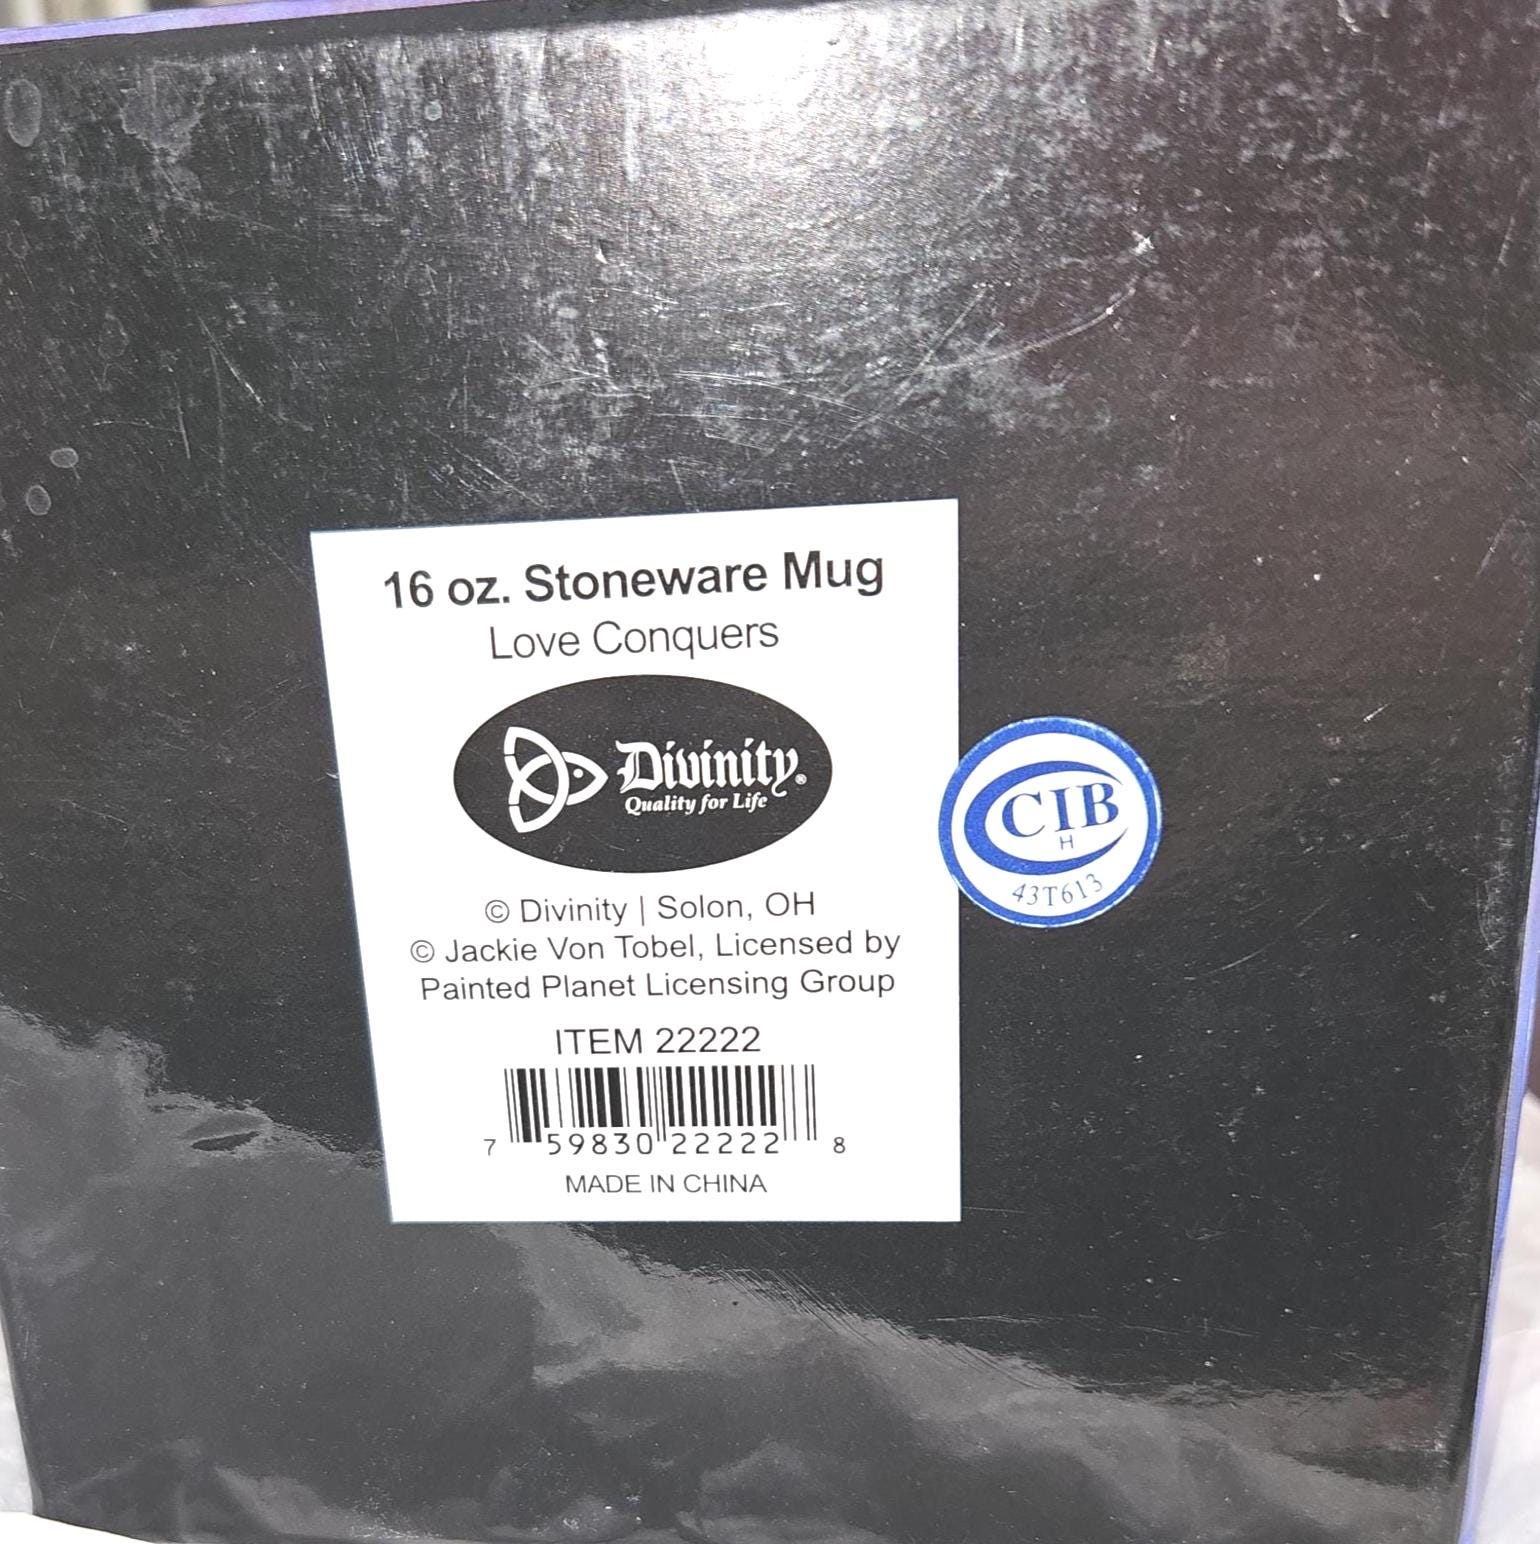 16 oz. Stoneware Mug
Love Conquers
Divinity®
Quality for Life
© Divinity | Solon, OH
© Jackie Von Tobel, Licensed by
Painted Planet Licensing Group
ITEM 22222
7 59830 22222 8
MADE IN CHINA
CIB
H
43T613